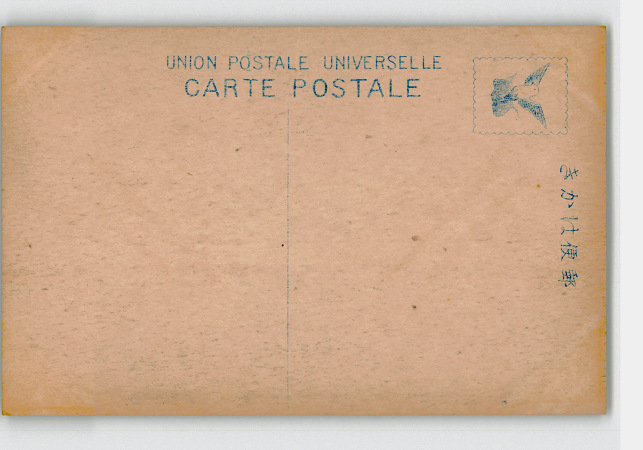 UNION POSTALE UNIVERSELLE
CARTE POSTALE
郵便はかき